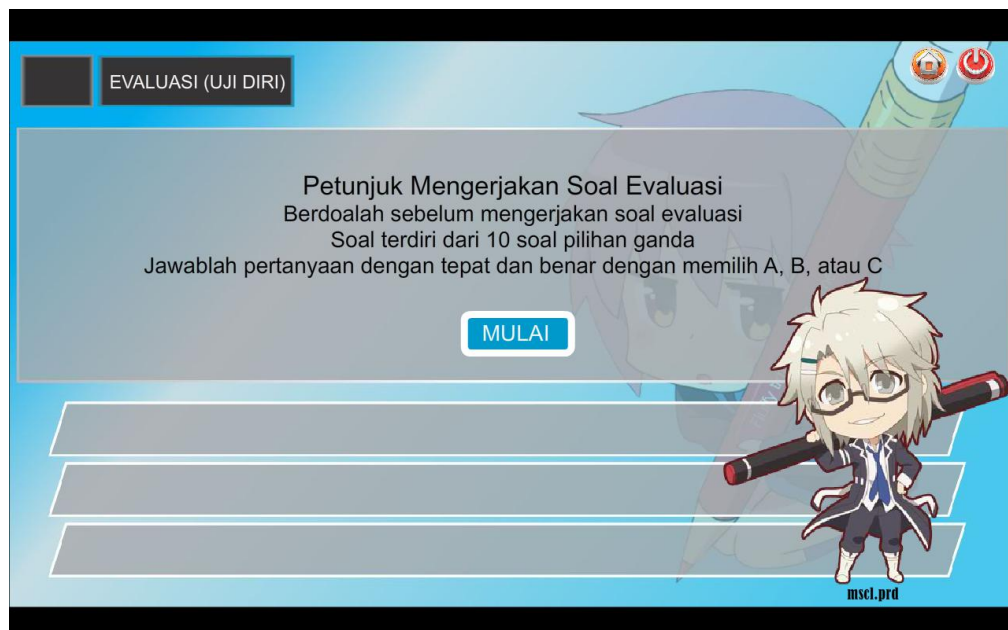 EVALUASI (UJI DIRI)
Petunjuk Mengerjakan Soal Evaluasi
Berdoalah sebelum mengerjakan soal evaluasi
Soal terdiri dari 10 soal pilihan ganda
Jawablah pertanyaan dengan tepat dan benar dengan memilih A, B, atau C
MULAI
mscl.prd